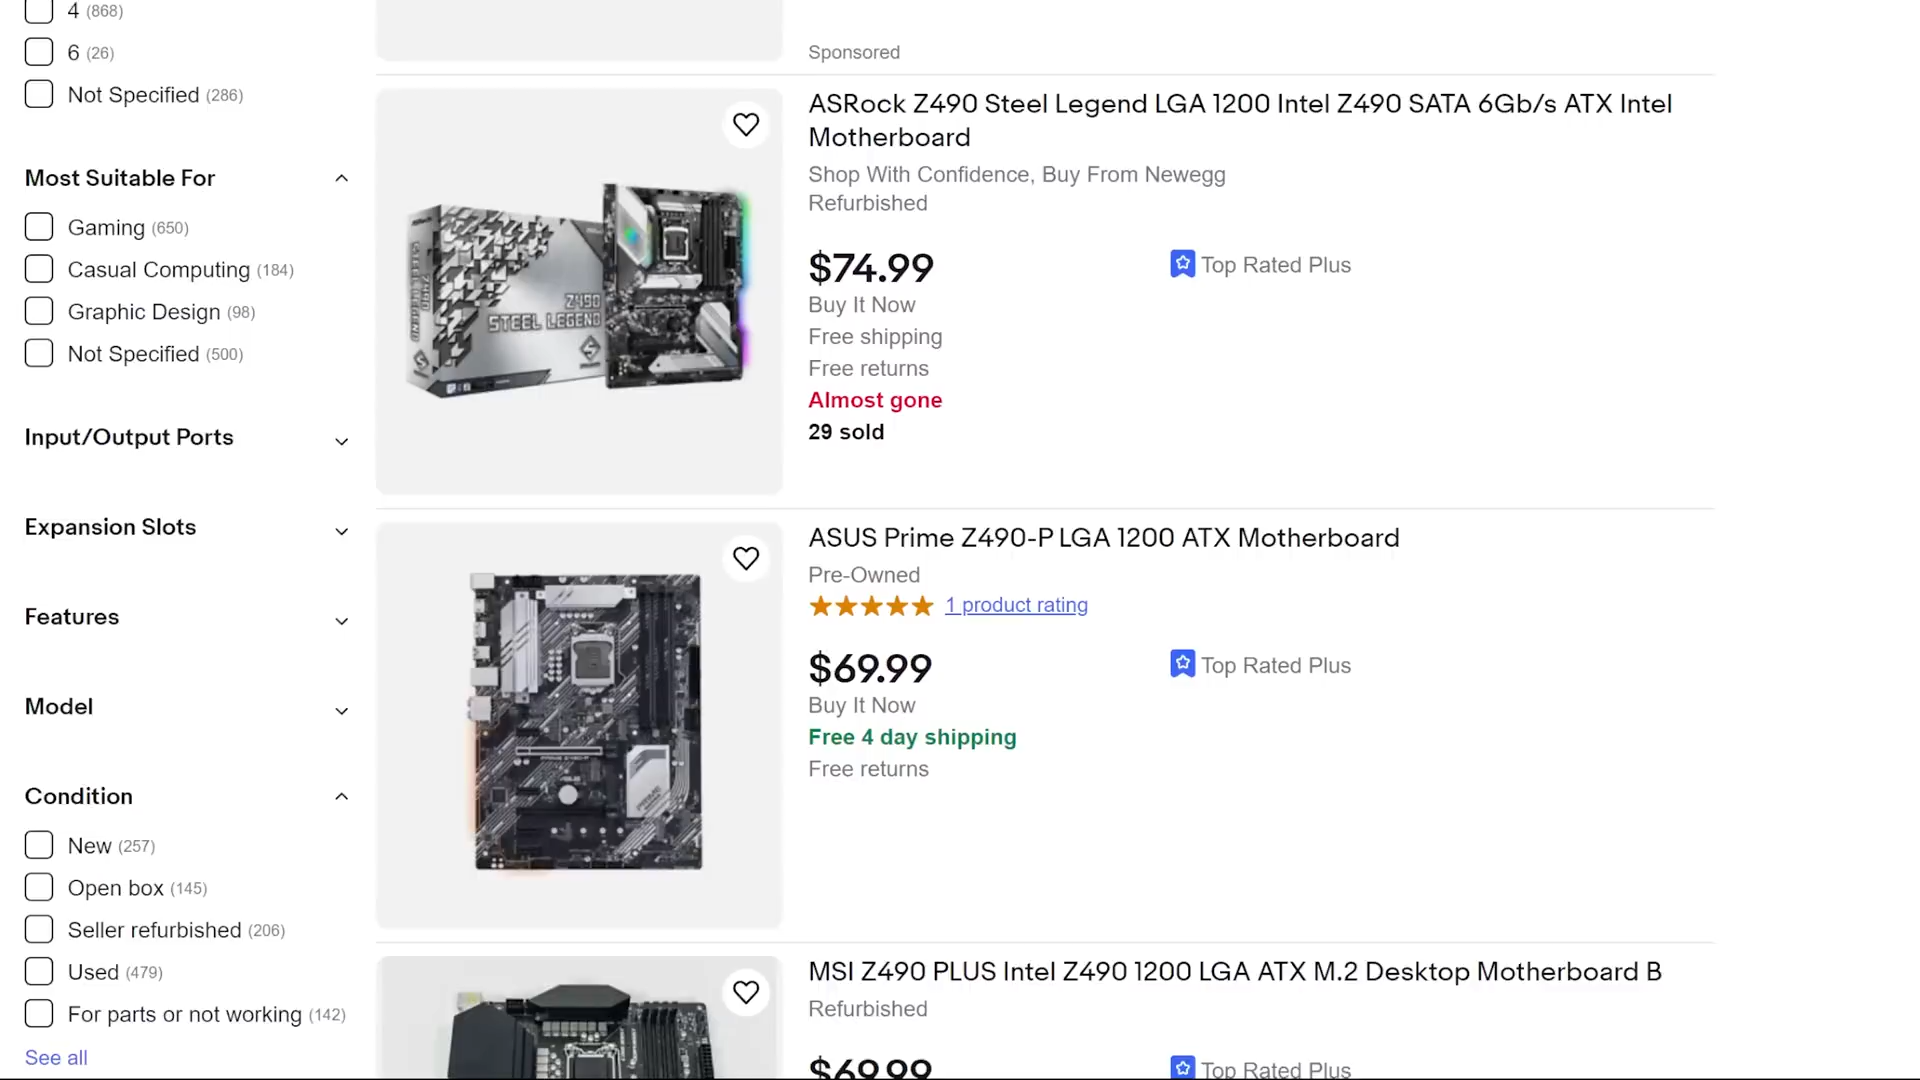 4 (868)
6 (26)
Not Specified (286)
Most Suitable For
Gaming (650)
Casual Computing (184)
Graphic Design (98)
Not Specified (500)
Input/Output Ports
Expansion Slots
Features
Model
Condition
New (257)
Open box (145)
Seller refurbished (206)
Used (479)
For parts or not working (142)
See all
Sponsored
Z490
STEEL LEGEND
ASRock Z490 Steel Legend LGA 1200 Intel Z490 SATA 6Gb/s ATX Intel
Motherboard
Shop With Confidence, Buy From Newegg
Refurbished
$74.99
Top Rated Plus
Buy It Now
Free shipping
Free returns
Almost gone
29 sold
ASUS Prime Z490-P LGA 1200 ATX Motherboard
Pre-Owned
1 product rating
$69.99
Top Rated Plus
Buy It Now
Free 4 day shipping
Free returns
MSI Z490 PLUS Intel Z490 1200 LGA ATX M.2 Desktop Motherboard B
Refurbished
$69.99
Top Rated Plus